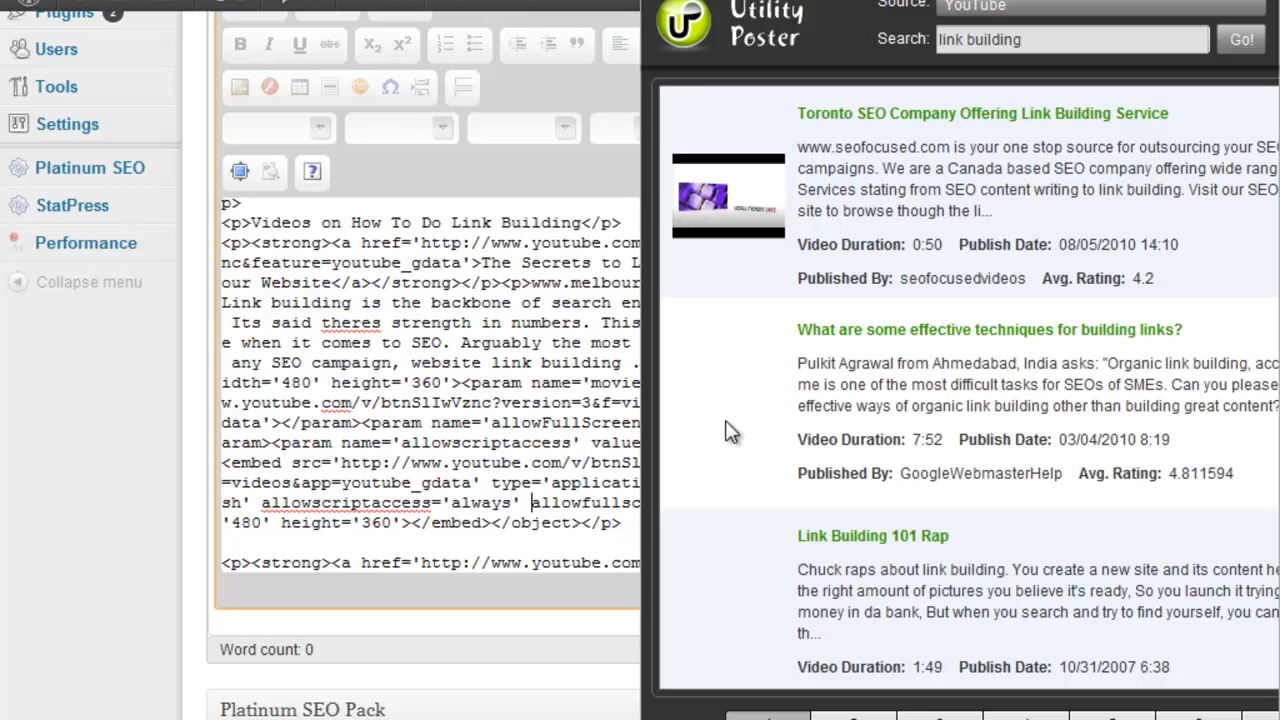 Plugins 2
Users
Tools
Settings
Platinum SEO
StatPress
Performance
Collapse menu
B I U abc X2 X2
p>
<p>Videos on How To Do Link Building</p>
<p><strong><a href='http://www.youtube.com
nc&feature=youtube_gdata'>The Secrets to L
our Website</a></strong></p><p>www.melbour
Link building is the backbone of search en
Its said theres strength in numbers. This
e when it comes to SEO. Arguably the most
any SEO campaign, website link building .
idth='480' height='360'><param name='movie
w.youtube.com/v/btnSlIwVznc?version=3&f=vi
data'></param><param name='allowFullScreen
aram><param name='allowscriptaccess' value
<embed src='http://www.youtube.com/v/btnSl
=videos&app=youtube_gdata' type='applicati
sh' allowscriptaccess='always' allowfullsc
'480' height='360'></embed></object></p>
<p><strong><a href='http://www.youtube.com
Word count: 0
Platinum SEO Pack
UP
Utility
Poster
Source: YouTube
Search: link building Go!
Toronto SEO Company Offering Link Building Service
www.seofocused.com is your one stop source for outsourcing your SEO
campaigns. We are a Canada based SEO company offering wide rang
Services stating from SEO content writing to link building. Visit our SEO
site to browse though the li...
Video Duration: 0:50 Publish Date: 08/05/2010 14:10
Published By: seofocusedvideos Avg. Rating: 4.2
What are some effective techniques for building links?
Pulkit Agrawal from Ahmedabad, India asks: "Organic link building, acc
me is one of the most difficult tasks for SEOs of SMEs. Can you please
effective ways of organic link building other than building great content?
Video Duration: 7:52 Publish Date: 03/04/2010 8:19
Published By: GoogleWebmasterHelp Avg. Rating: 4.811594
Link Building 101 Rap
Chuck raps about link building. You create a new site and its content he
the right amount of pictures you believe it's ready, So you launch it trying
money in da bank, But when you search and try to find yourself, you can
th...
Video Duration: 1:49 Publish Date: 10/31/2007 6:38